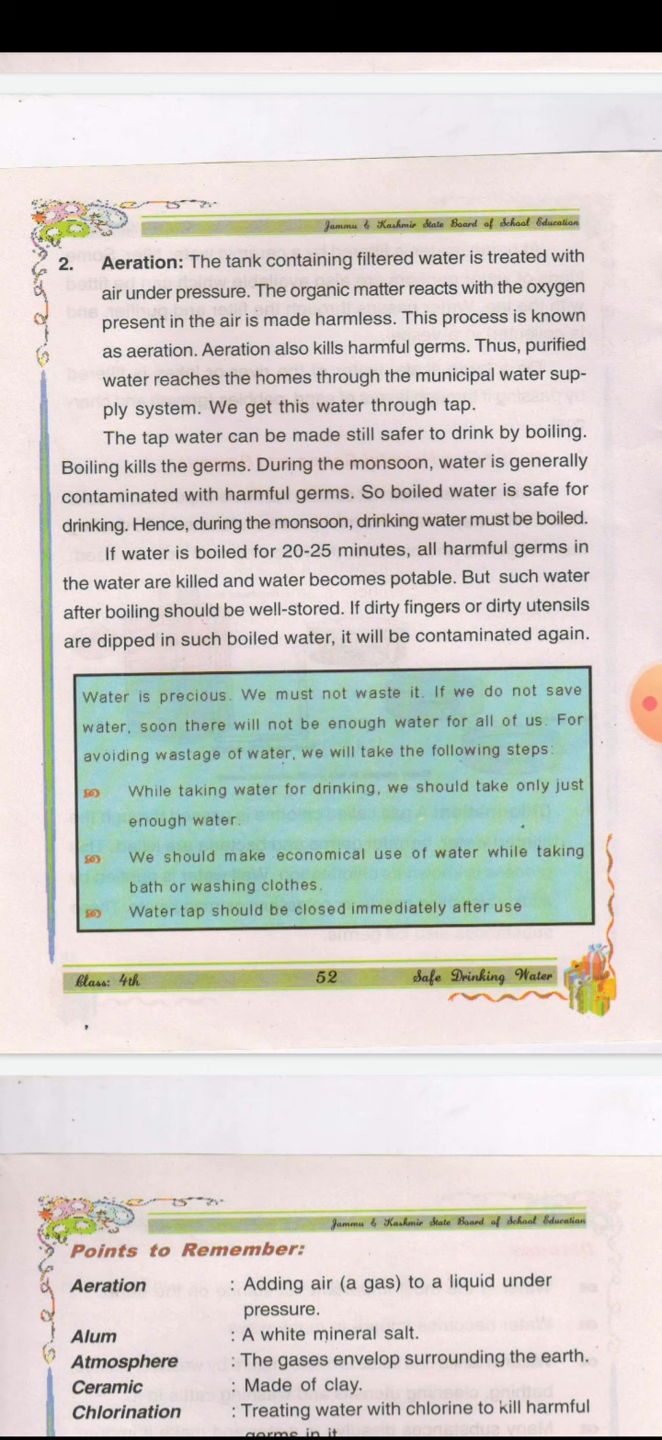 Jammu & Kashmir State Board of School Education
2. Aeration: The tank containing filtered water is treated with
air under pressure. The organic matter reacts with the oxygen
present in the air is made harmless. This process is known
as aeration. Aeration also kills harmful germs. Thus, purified
water reaches the homes through the municipal water sup-
ply system. We get this water through tap.
The tap water can be made still safer to drink by boiling.
Boiling kills the germs. During the monsoon, water is generally
contaminated with harmful germs. So boiled water is safe for
drinking. Hence, during the monsoon, drinking water must be boiled.
If water is boiled for 20-25 minutes, all harmful germs in
the water are killed and water becomes potable. But such water
after boiling should be well-stored. If dirty fingers or dirty utensils
are dipped in such boiled water, it will be contaminated again.
Water is precious. We must not waste it. If we do not save
water, soon there will not be enough water for all of us. For
avoiding wastage of water, we will take the following steps:
While taking water for drinking, we should take only just
enough water.
We should make economical use of water while taking
bath or washing clothes.
Water tap should be closed immediately after use
Class: 4th 52 Safe Drinking Water
Jammu & Kashmir State Board of School Education
Points to Remember:
Aeration : Adding air (a gas) to a liquid under
pressure.
Alum : A white mineral salt.
Atmosphere : The gases envelop surrounding the earth.
Ceramic : Made of clay.
Chlorination : Treating water with chlorine to kill harmful
germs in it